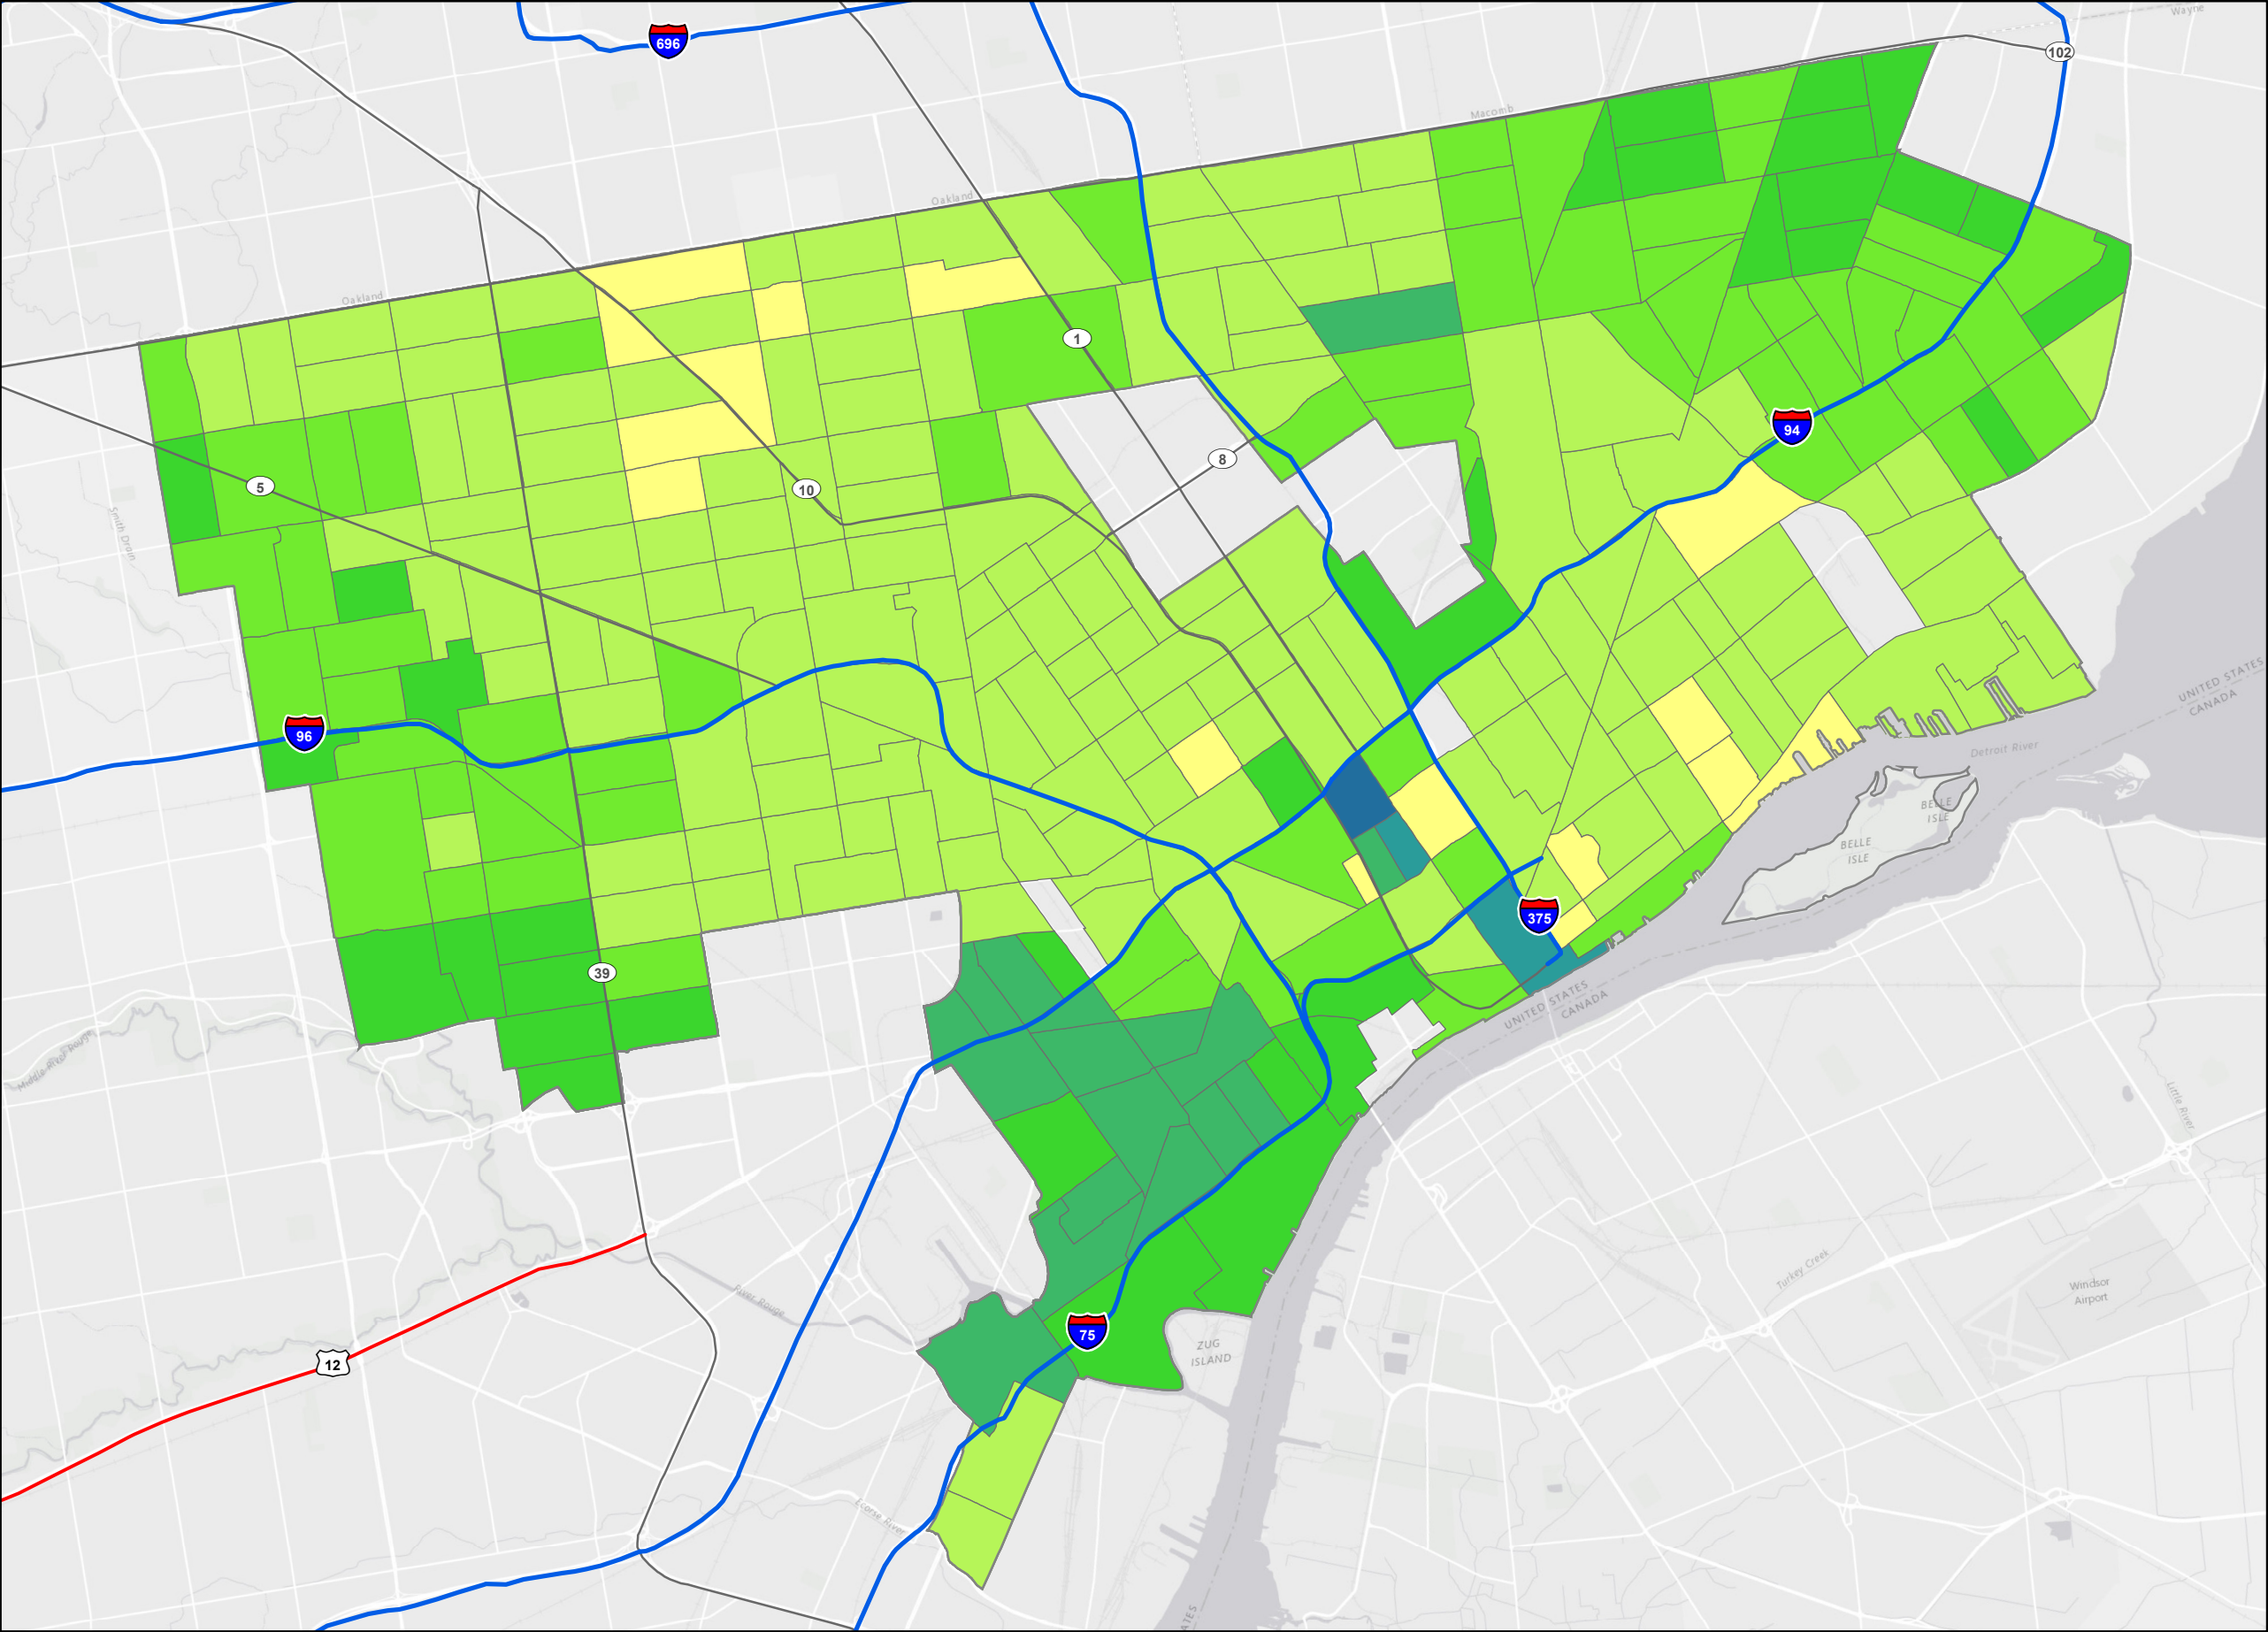 Wayne
696
102
Macomb
Oakland
Oakland
1
94
8
5
10
Smith Drain
UNITED STATES
CANADA
96
Detroit River
BELLE
ISLE
BELLE
ISLE
375
39
UNITED STATES
CANADA
Middle River Rouge
Little River
Turkey Creek
Windsor
Airport
River Rouge
75
ZUG
ISLAND
12
Ecorse River